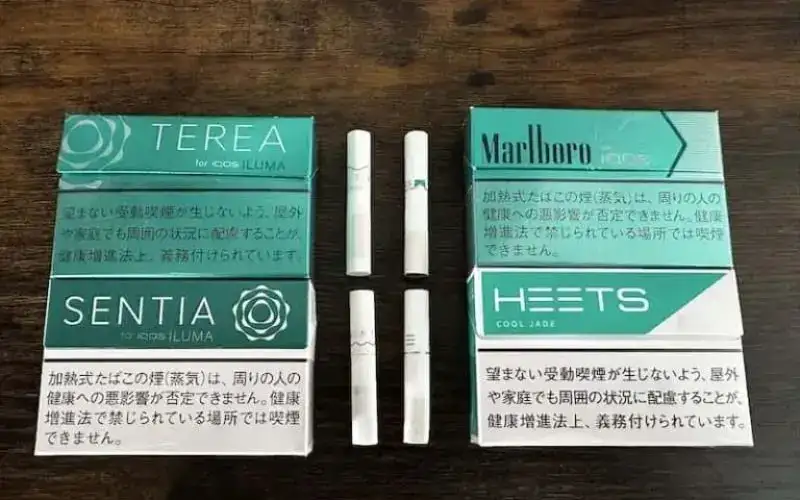 TEREA
for IQOS ILUMA
望まない受動喫煙が生じないよう、屋外
や家庭でも周囲の状況に配慮することが、
健康増進法上、義務付けられています。
SENTIA
for IQOS ILUMA
加熱式たばこの煙(蒸気)は、周りの人の
健康への悪影響が否定できません。健康
増進法で禁じられている場所では喫煙
できません。
Marlboro
IQOS
加熱式たばこの煙(蒸気)は、周りの人の
健康への悪影響が否定できません。健康
増進法で禁じられている場所では喫煙
できません。
HEETS
COOL JADE
望まない受動喫煙が生じないよう、屋外
や家庭でも周囲の状況に配慮することが、
健康増進法上、義務付けられています。